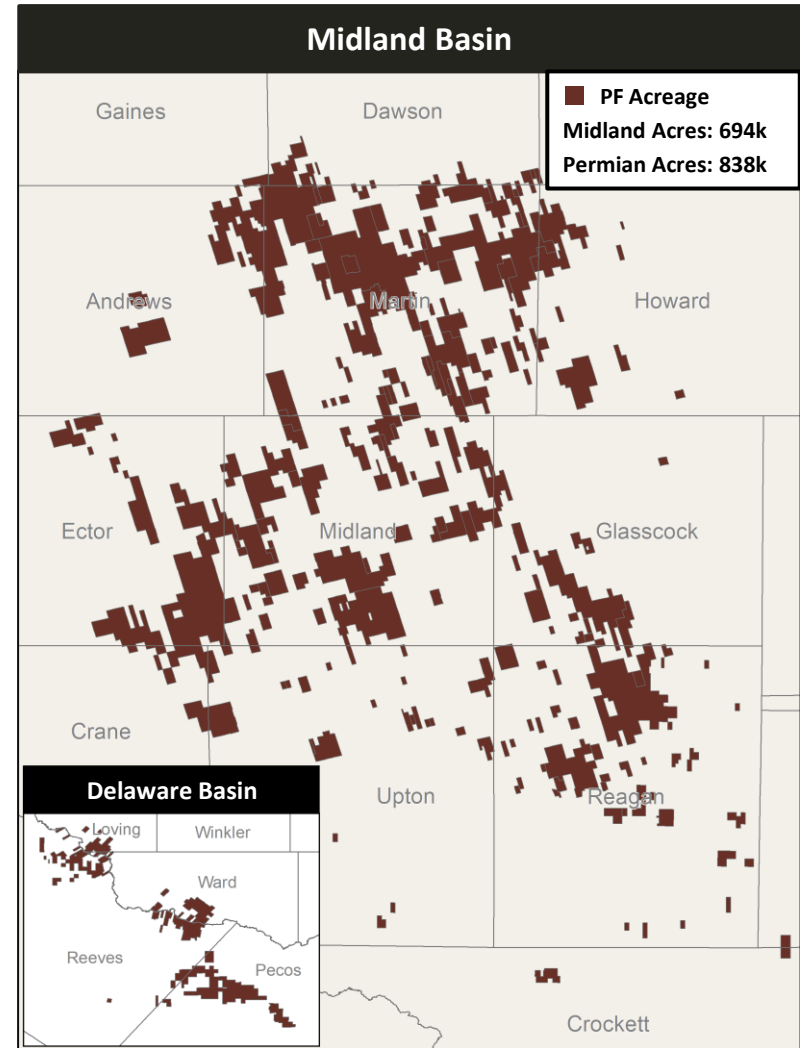 Midland Basin
PF Acreage
Midland Acres: 694k
Permian Acres: 838k
Gaines
Dawson
Andrews
Martin
Howard
Ector
Midland
Glasscock
Crane
Upton
Reagan
Crockett
Delaware Basin
Loving
Winkler
Ward
Reeves
Pecos